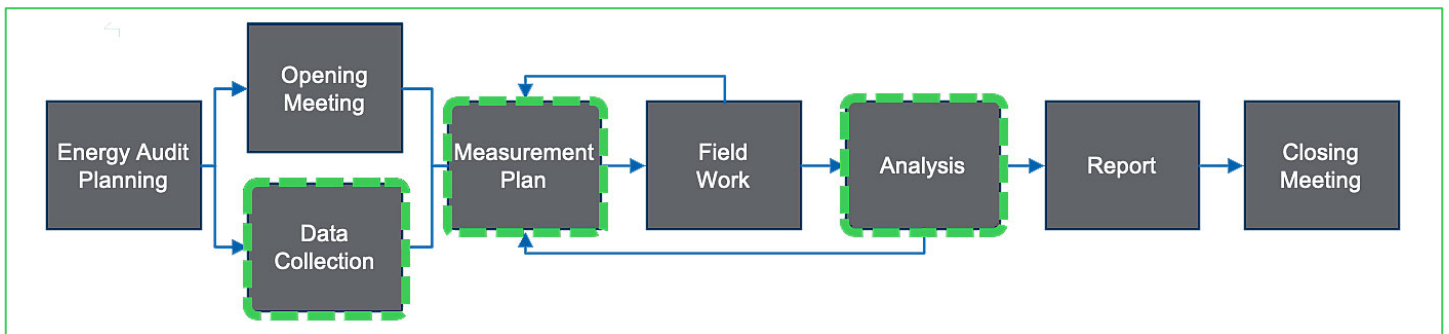 Energy Audit
Planning
Opening
Meeting
Data
Collection
Measurement
Plan
Field
Work
Analysis
Report
Closing
Meeting